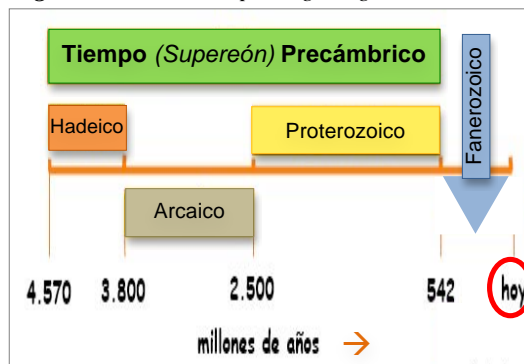 Tiempo (Supereón) Precámbrico
Fanerozoico
Hadeico
Proterozoico
Arcaico
4.570 3.800 2.500 542 hoy
millones de años →